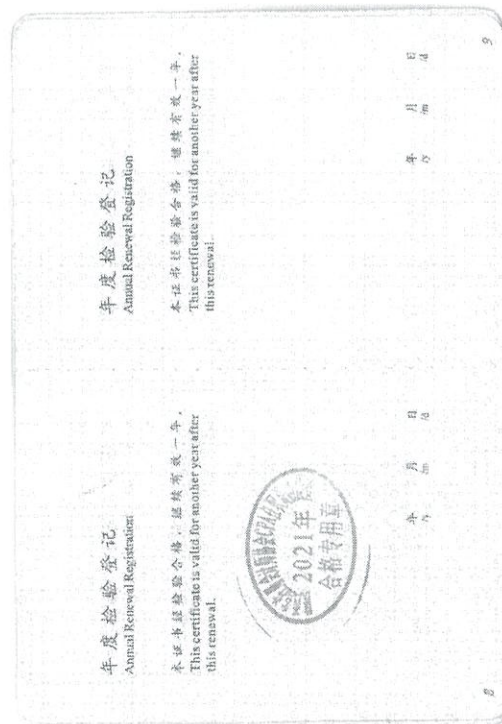 年度检验登记
Annual Renewal Registration
本证书经检验合格，继续有效一年。
This certificate is valid for another year after
this renewal.
2021年
合格专用章
年 月 日
/y /m /d
8
年度检验登记
Annual Renewal Registration
本证书经检验合格，继续有效一年。
This certificate is valid for another year after
this renewal.
年 月 日
/y /m /d
9